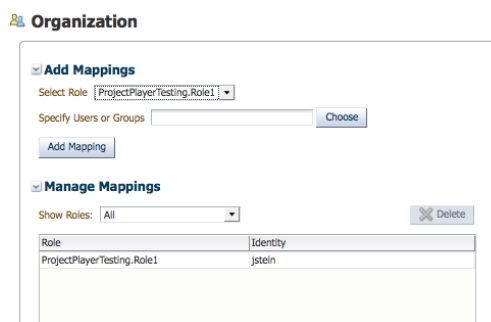 Organization
Add Mappings
Select Role ProjectPlayerTesting.Role1
Specify Users or Groups Choose
Add Mapping
Manage Mappings
Show Roles: All Delete
Role Identity
ProjectPlayerTesting.Role1 jstein